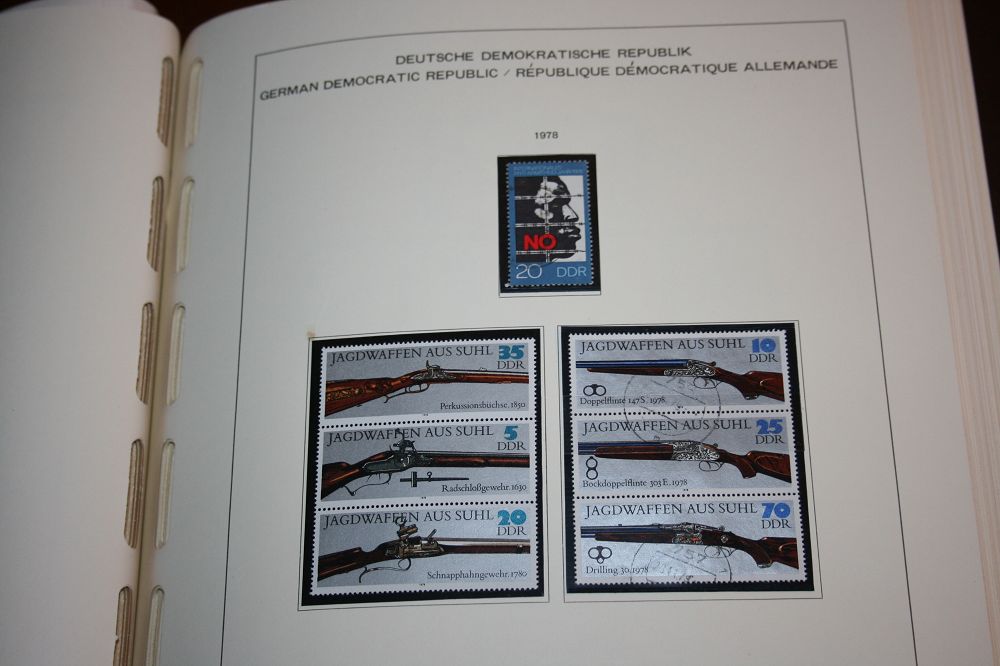 DEUTSCHE DEMOKRATISCHE REPUBLIK
GERMAN DEMOCRATIC REPUBLIC / RÉPUBLIQUE DÉMOCRATIQUE ALLEMANDE
1978
NO
20 DDR
JAGDWAFFEN AUS SUHL 35
DDR
Perkussionsbüchse, 1850
JAGDWAFFEN AUS SUHL 5
DDR
Radschloßgewehr, 1630
JAGDWAFFEN AUS SUHL 20
DDR
Schnapphahngewehr, 1780
JAGDWAFFEN AUS SUHL 10
DDR
Doppelflinte 147 S, 1978
JAGDWAFFEN AUS SUHL 25
DDR
Bockdoppelflinte 303 E, 1978
JAGDWAFFEN AUS SUHL 70
DDR
Drilling 30, 1978